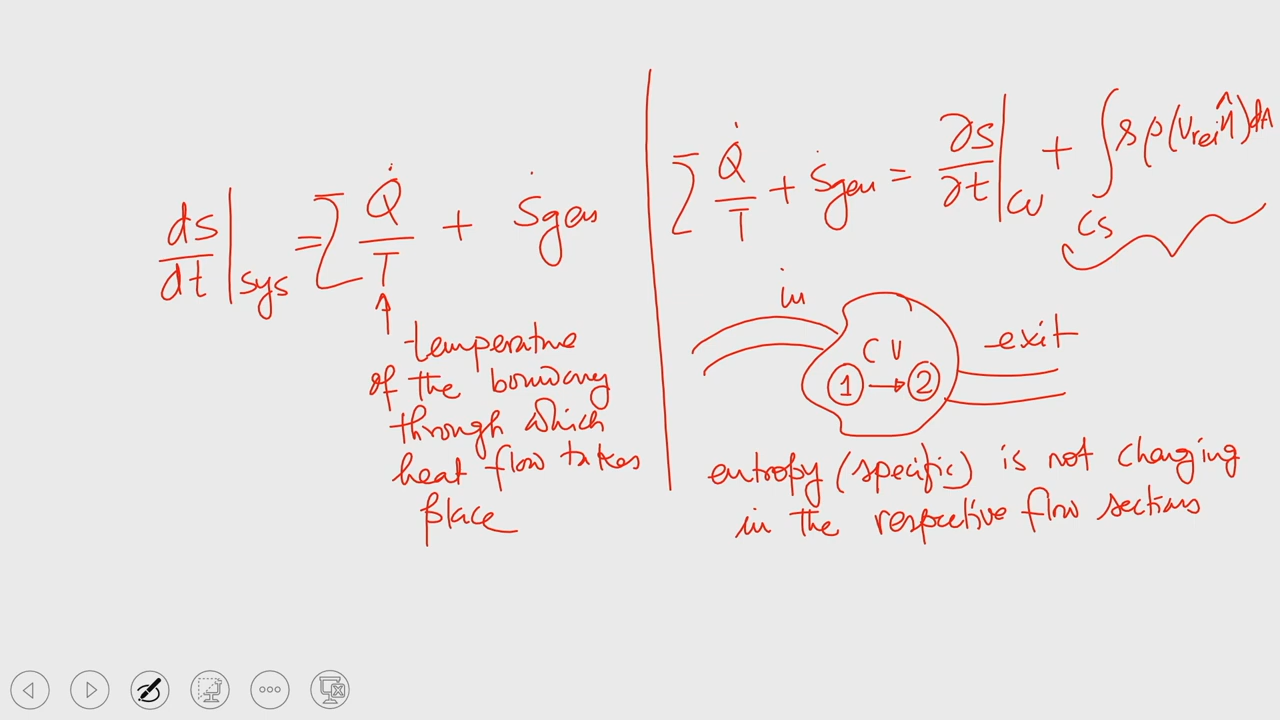 ds/dt|sys = Σ Q̇/T + Ṡgen
temperature
of the boundary
through which
heat flow takes
place
Σ Q̇/T + Ṡgen = ∂S/∂t|CV + ∫CS s ρ(Vrel n̂)dA
in
CV
exit
1 → 2
entropy (specific) is not changing
in the respective flow sections